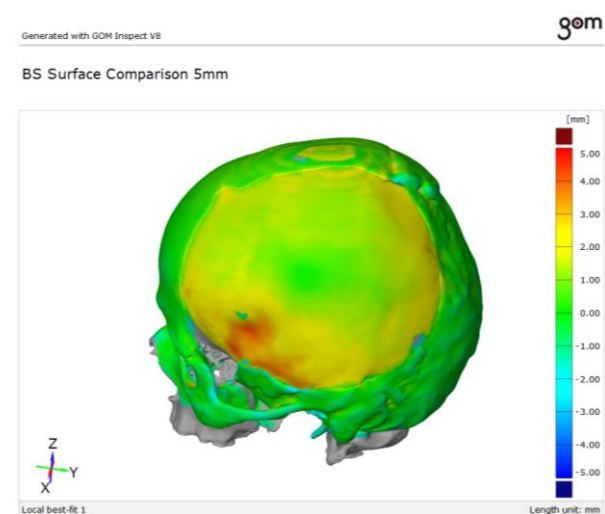 gom
Generated with GOM Inspect V8
BS Surface Comparison 5mm
[mm]
5.00
4.00
3.00
2.00
1.00
0.00
-1.00
-2.00
-3.00
-4.00
-5.00
Z
Y
X
Local best-fit 1
Length unit: mm